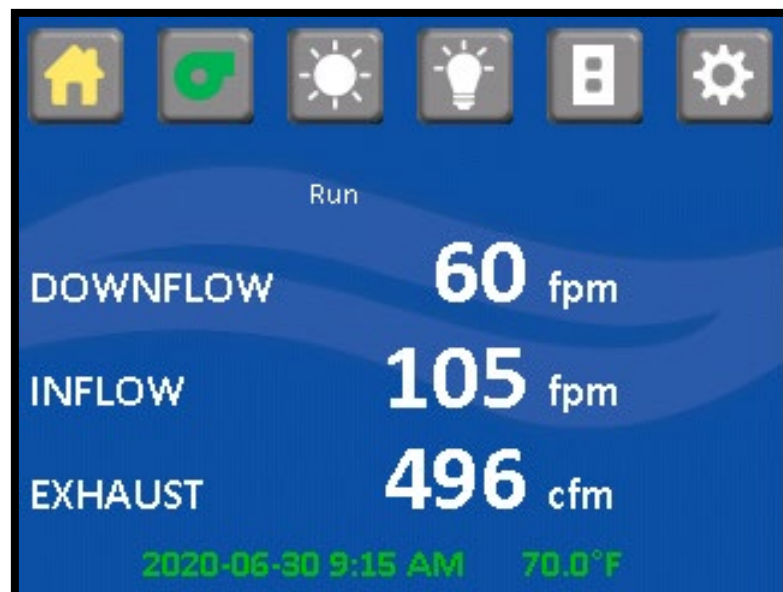 Run
DOWNFLOW 60 fpm
INFLOW 105 fpm
EXHAUST 496 cfm
2020-06-30 9:15 AM 70.0°F